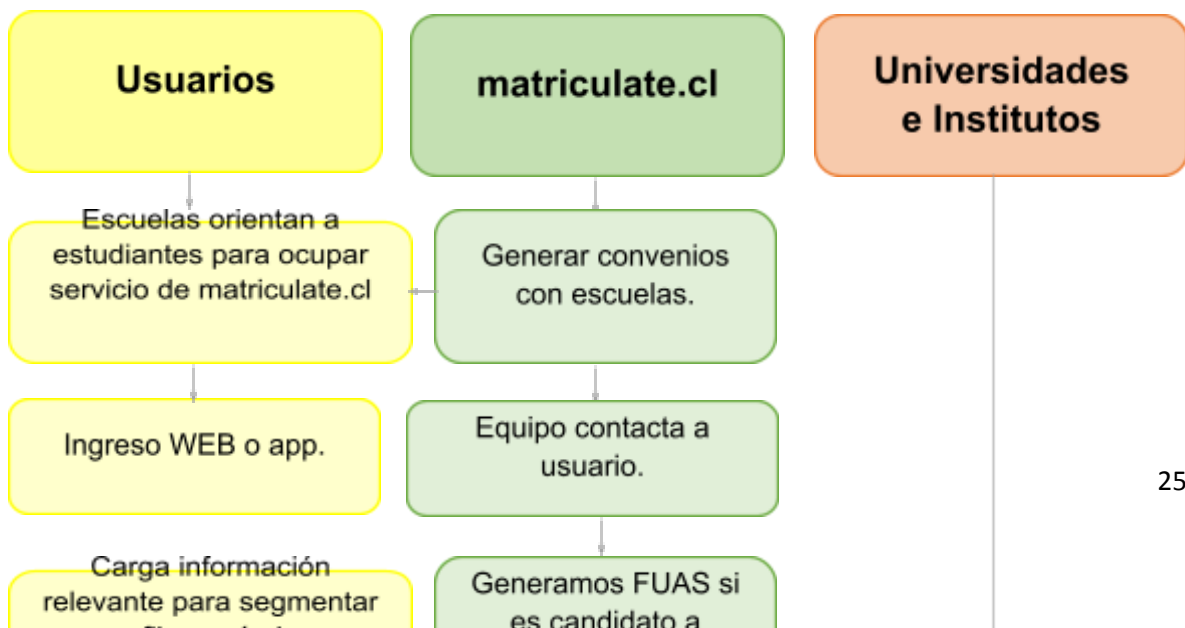 Usuarios
matriculate.cl
Universidades
e Institutos
Escuelas orientan a
estudiantes para ocupar
servicio de matriculate.cl
Generar convenios
con escuelas.
Ingreso WEB o app.
Equipo contacta a
usuario.
25
Carga información
relevante para segmentar
Generamos FUAS si
es candidato a